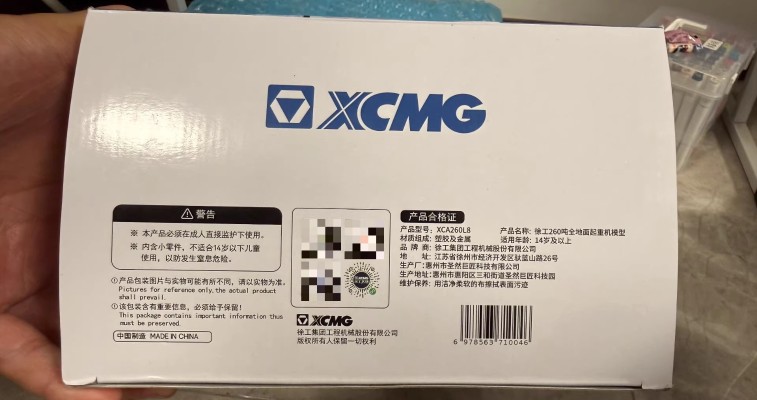 XCMG
警告
※ 本产品必须在成人直接监护下使用。
※ 内含小零件，不适合14岁以下儿童
使用，以防发生窒息危险。
①产品包装图片与实物可能有所不同，请以实物为准。
Pictures for reference only, the actual product
shall prevail.
①该包装含有重要信息，必须给予保留！
This package contains important information thus
must be preserved.
中国制造 MADE IN CHINA
XCMG
徐工集团工程机械股份有限公司
版权所有人保留一切权利
产品合格证
产品型号：XCA260L8 产品名称：徐工260吨全地面起重机模型
材质组成：塑胶及金属 适用年龄：14岁及以上
品 牌 商：徐工集团工程机械股份有限公司
地 址：江苏省徐州市经济开发区驮蓝山路26号
生产厂：惠州市圣然巨匠科技有限公司
生产地址：惠州市惠阳区三和街道圣然巨匠科技园
维护保养：用洁净柔软的布擦拭表面污迹
6 978563 710046